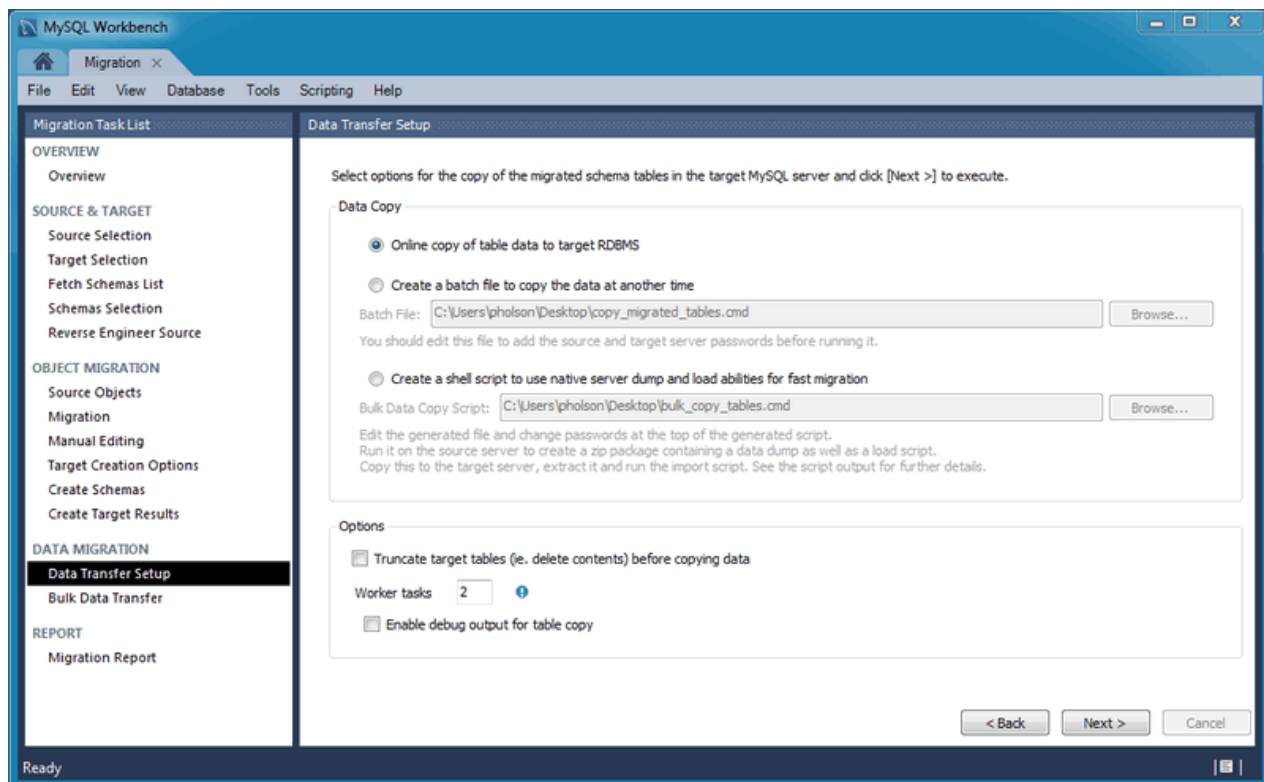 MySQL Workbench
Migration
File Edit View Database Tools Scripting Help
Migration Task List
OVERVIEW
Overview
SOURCE & TARGET
Source Selection
Target Selection
Fetch Schemas List
Schemas Selection
Reverse Engineer Source
OBJECT MIGRATION
Source Objects
Migration
Manual Editing
Target Creation Options
Create Schemas
Create Target Results
DATA MIGRATION
Data Transfer Setup
Bulk Data Transfer
REPORT
Migration Report
Data Transfer Setup
Select options for the copy of the migrated schema tables in the target MySQL server and click [Next >] to execute.
Data Copy
Online copy of table data to target RDBMS
Create a batch file to copy the data at another time
Batch File: C:\Users\pholson\Desktop\copy_migrated_tables.cmd Browse...
You should edit this file to add the source and target server passwords before running it.
Create a shell script to use native server dump and load abilities for fast migration
Bulk Data Copy Script: C:\Users\pholson\Desktop\bulk_copy_tables.cmd Browse...
Edit the generated file and change passwords at the top of the generated script.
Run it on the source server to create a zip package containing a data dump as well as a load script.
Copy this to the target server, extract it and run the import script. See the script output for further details.
Options
Truncate target tables (ie. delete contents) before copying data
Worker tasks 2
Enable debug output for table copy
< Back Next > Cancel
Ready